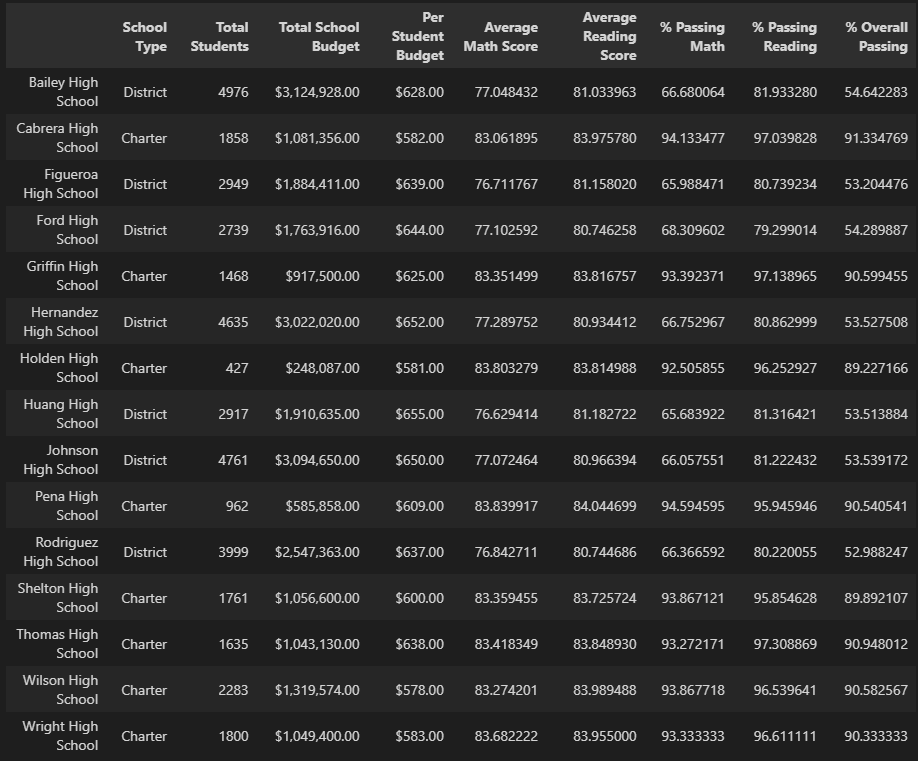 School Type Total Students Total School Budget Per Student Budget Average Math Score Average Reading Score % Passing Math % Passing Reading % Overall Passing
Bailey High School District 4976 $3,124,928.00 $628.00 77.048432 81.033963 66.680064 81.933280 54.642283
Cabrera High School Charter 1858 $1,081,356.00 $582.00 83.061895 83.975780 94.133477 97.039828 91.334769
Figueroa High School District 2949 $1,884,411.00 $639.00 76.711767 81.158020 65.988471 80.739234 53.204476
Ford High School District 2739 $1,763,916.00 $644.00 77.102592 80.746258 68.309602 79.299014 54.289887
Griffin High School Charter 1468 $917,500.00 $625.00 83.351499 83.816757 93.392371 97.138965 90.599455
Hernandez High School District 4635 $3,022,020.00 $652.00 77.289752 80.934412 66.752967 80.862999 53.527508
Holden High School Charter 427 $248,087.00 $581.00 83.803279 83.814988 92.505855 96.252927 89.227166
Huang High School District 2917 $1,910,635.00 $655.00 76.629414 81.182722 65.683922 81.316421 53.513884
Johnson High School District 4761 $3,094,650.00 $650.00 77.072464 80.966394 66.057551 81.222432 53.539172
Pena High School Charter 962 $585,858.00 $609.00 83.839917 84.044699 94.594595 95.945946 90.540541
Rodriguez High School District 3999 $2,547,363.00 $637.00 76.842711 80.744686 66.366592 80.220055 52.988247
Shelton High School Charter 1761 $1,056,600.00 $600.00 83.359455 83.725724 93.867121 95.854628 89.892107
Thomas High School Charter 1635 $1,043,130.00 $638.00 83.418349 83.848930 93.272171 97.308869 90.948012
Wilson High School Charter 2283 $1,319,574.00 $578.00 83.274201 83.989488 93.867718 96.539641 90.582567
Wright High School Charter 1800 $1,049,400.00 $583.00 83.682222 83.955000 93.333333 96.611111 90.333333